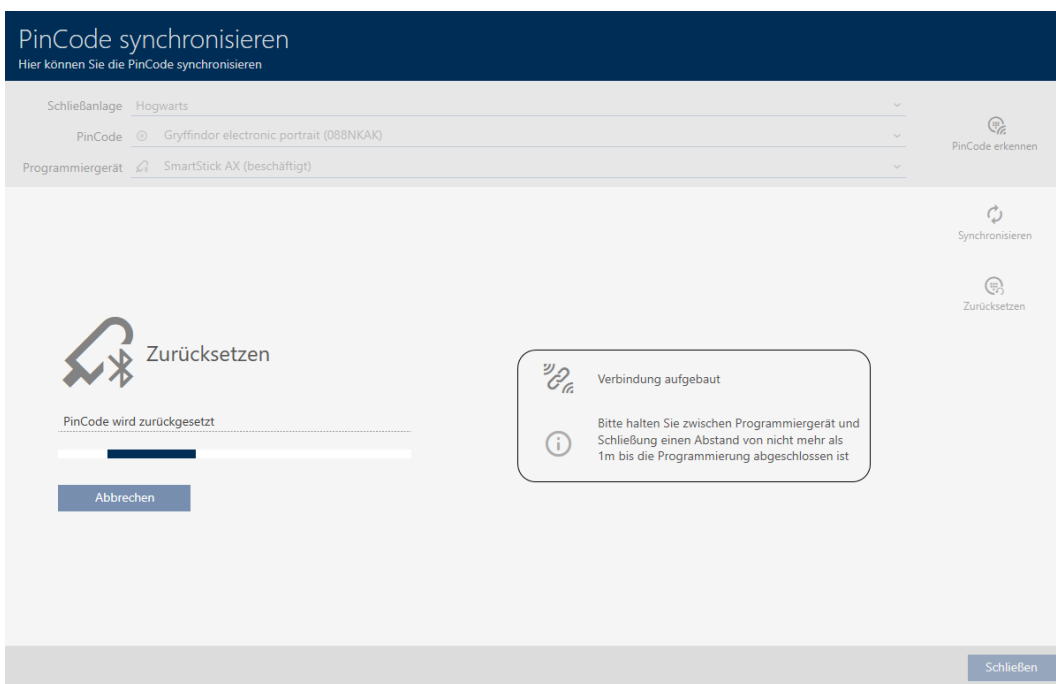 PinCode synchronisieren
Hier können Sie die PinCode synchronisieren
Schließanlage Hogwarts
PinCode Gryffindor electronic portrait (088NKAK)
Programmiergerät SmartStick AX (beschäftigt)
PinCode erkennen
Synchronisieren
Zurücksetzen
Zurücksetzen
PinCode wird zurückgesetzt
Abbrechen
Verbindung aufgebaut
Bitte halten Sie zwischen Programmiergerät und
Schließung einen Abstand von nicht mehr als
1m bis die Programmierung abgeschlossen ist
Schließen